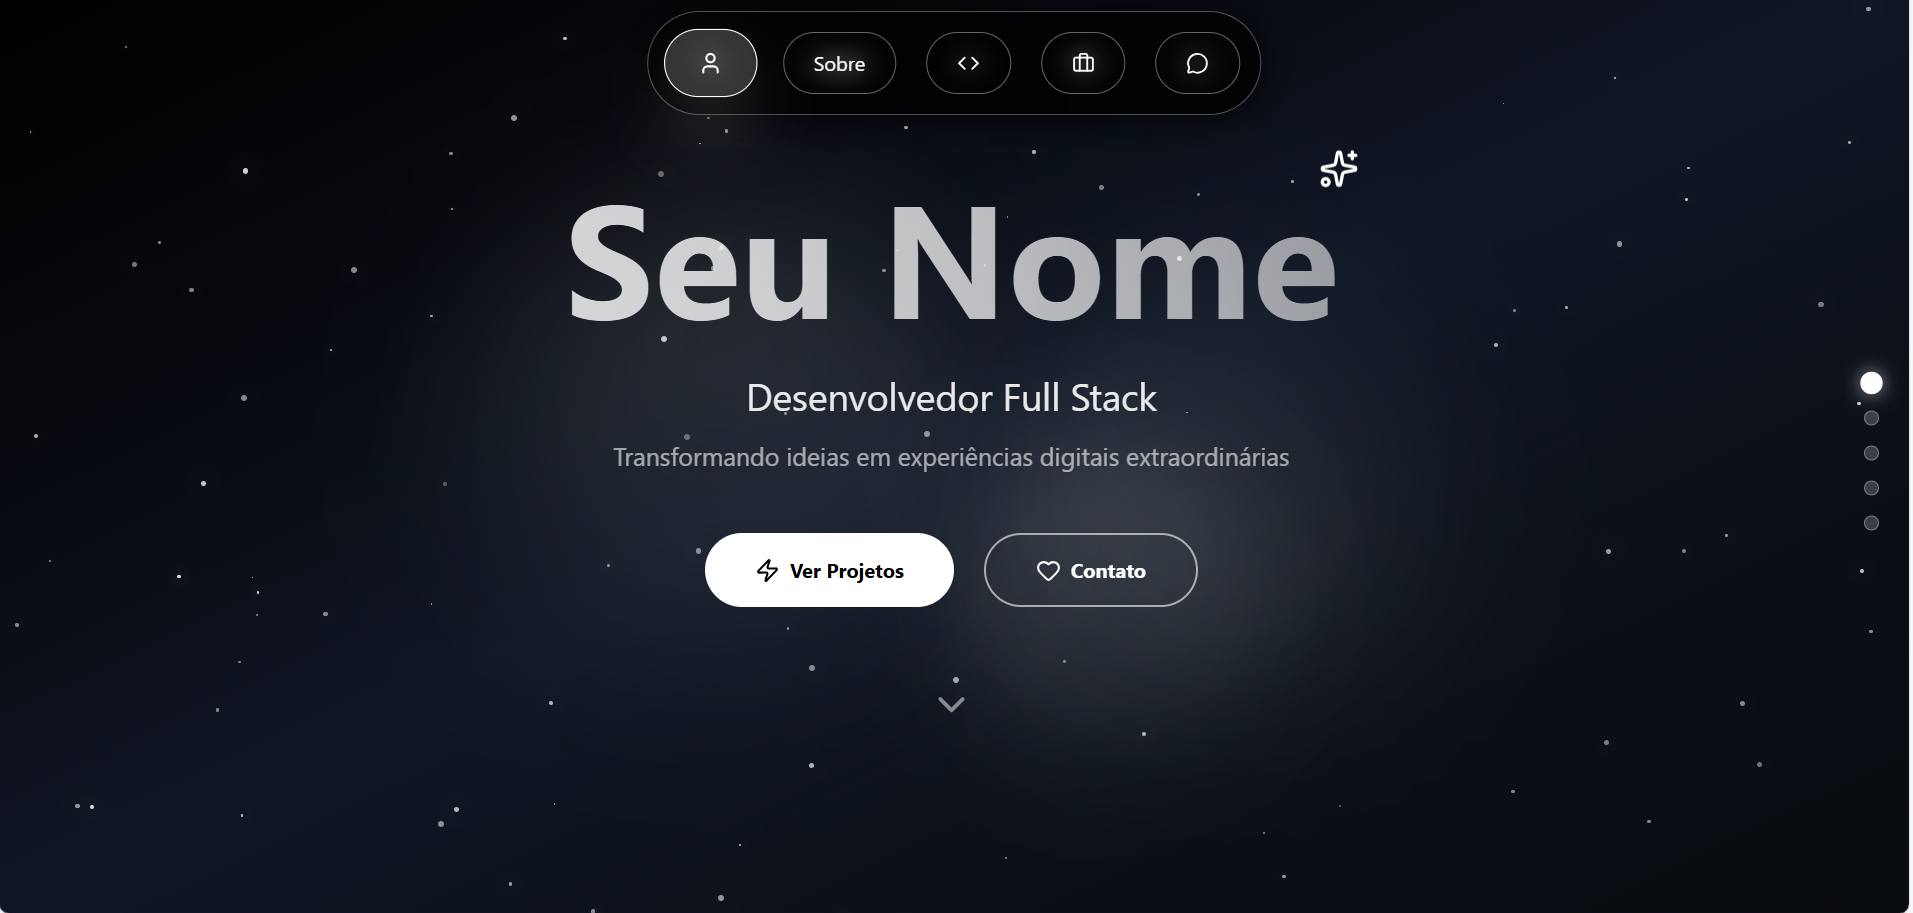 Sobre
Seu Nome
Desenvolvedor Full Stack
Transformando ideias em experiências digitais extraordinárias
Ver Projetos
Contato